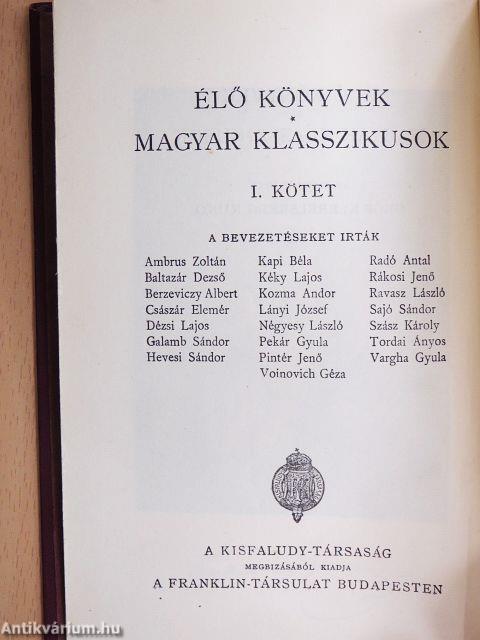 ÉLŐ KÖNYVEK
*
MAGYAR KLASSZIKUSOK
I. KÖTET
A BEVEZETÉSEKET IRTÁK
Ambrus Zoltán
Baltazár Dezső
Berzeviczy Albert
Császár Elemér
Dézsi Lajos
Galamb Sándor
Hevesi Sándor
Kapi Béla
Kéky Lajos
Kozma Andor
Lányi József
Négyesy László
Pekár Gyula
Pintér Jenő
Voinovich Géza
Radó Antal
Rákosi Jenő
Ravasz László
Sajó Sándor
Szász Károly
Tordai Ányos
Vargha Gyula
A KISFALUDY-TÁRSASÁG
MEGBIZÁSÁBÓL KIADJA
A FRANKLIN-TÁRSULAT BUDAPESTEN
Antikvárium.hu